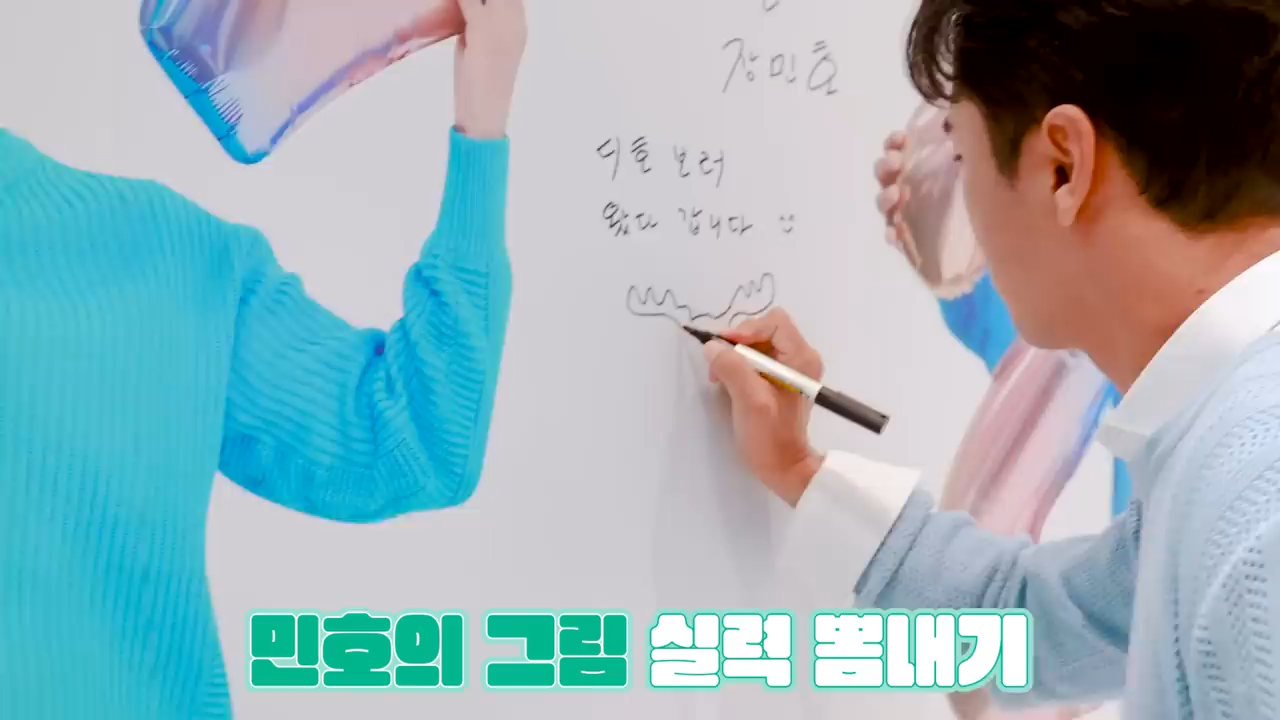 장민호
디호 보러
왔다 갑니다 :)
민호의 그림 실력 뽐내기